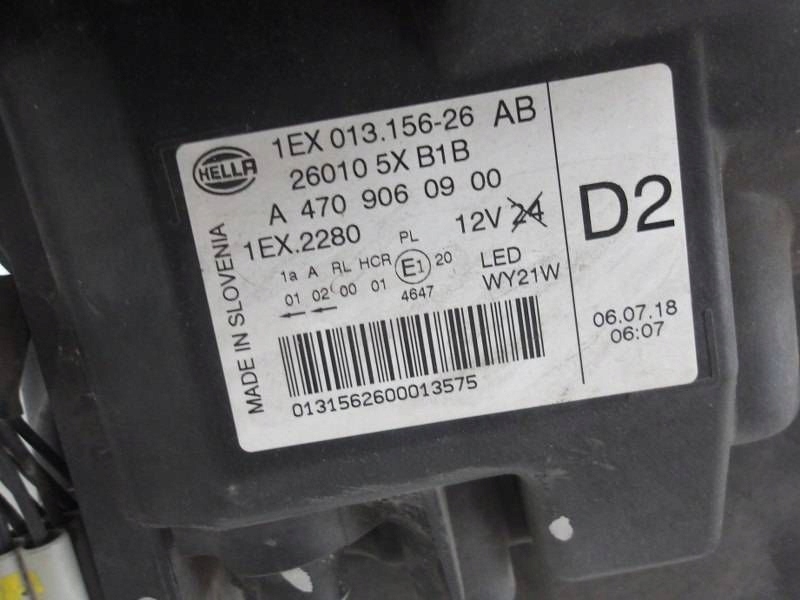 HELLA
1EX 013.156-26 AB
26010 5X B1B
A 470 906 09 00
1EX.2280
12V 24
MADE IN SLOVENIA
1a A RL HCR PL
01 02 00 01 E1 20
4647
LED
WY21W
0131562600013575
D2
06.07.18
06:07